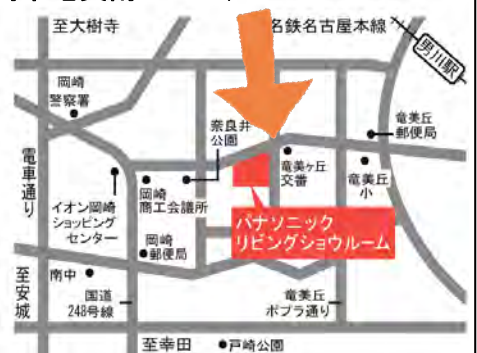 至大樹寺
名鉄名古屋本線
男川駅
岡崎
警察署
奈良井
公園
竜美丘
郵便局
電車通り
イオン岡崎
ショッピング
センター
岡崎
商工会議所
竜美ヶ丘
交番
竜美丘
小
パナソニック
リビングショウルーム
岡崎
郵便局
至安城
南中
国道
248号線
竜美丘
ポプラ通り
至幸田
戸崎公園